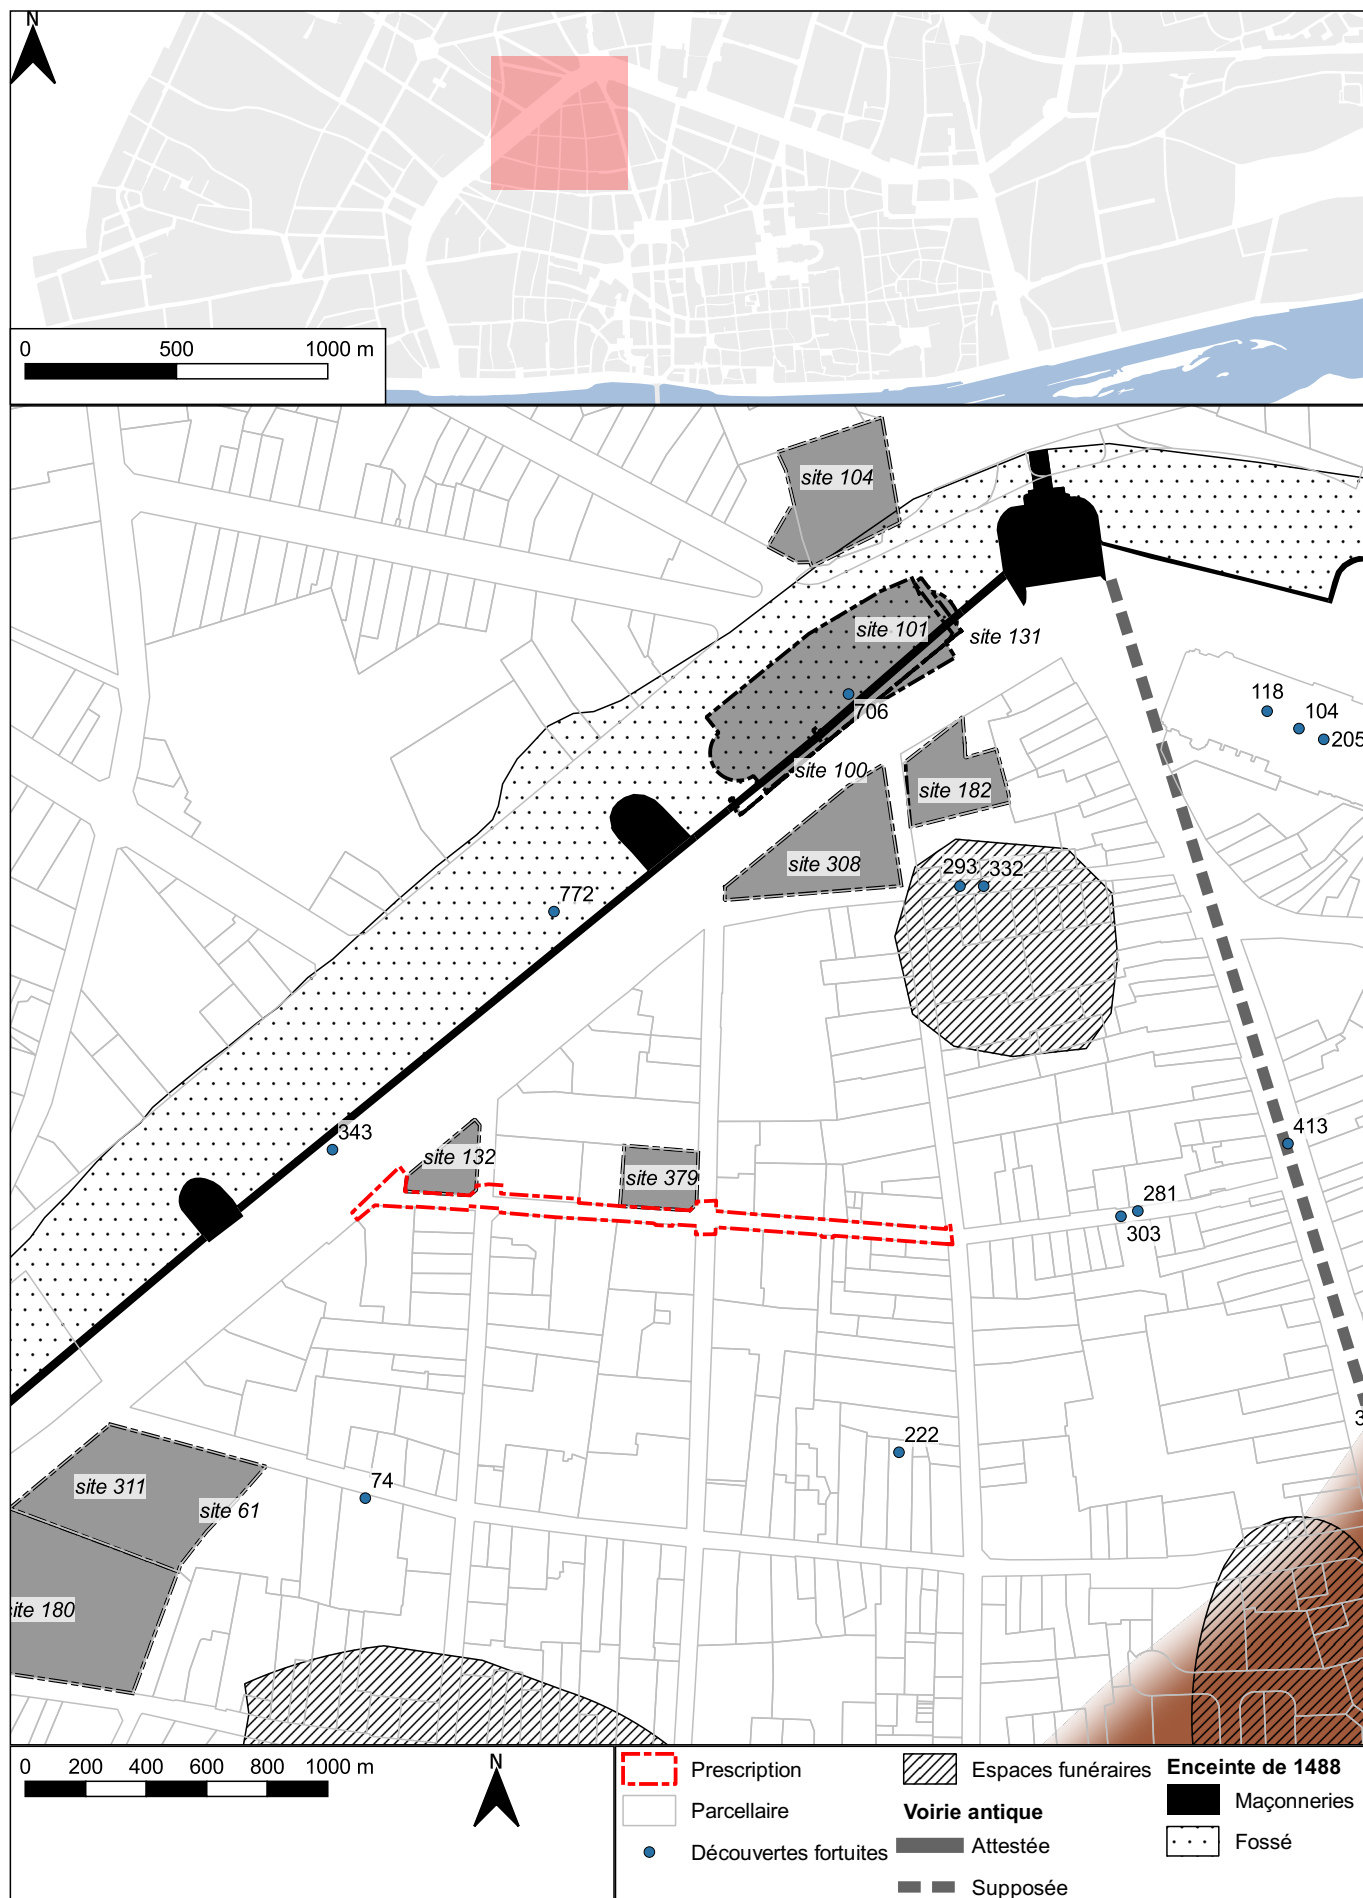 N
0 500 1000 m
site 104
site 101
site 131
118
104
205
706
site 100
site 182
site 308
293 332
772
413
343
site 132
site 379
281
303
3
222
74
site 311
site 61
site 180
0 200 400 600 800 1000 m
N
Prescription
Parcellaire
Découvertes fortuites
Espaces funéraires
Voirie antique
Attestée
Supposée
Enceinte de 1488
Maçonneries
Fossé